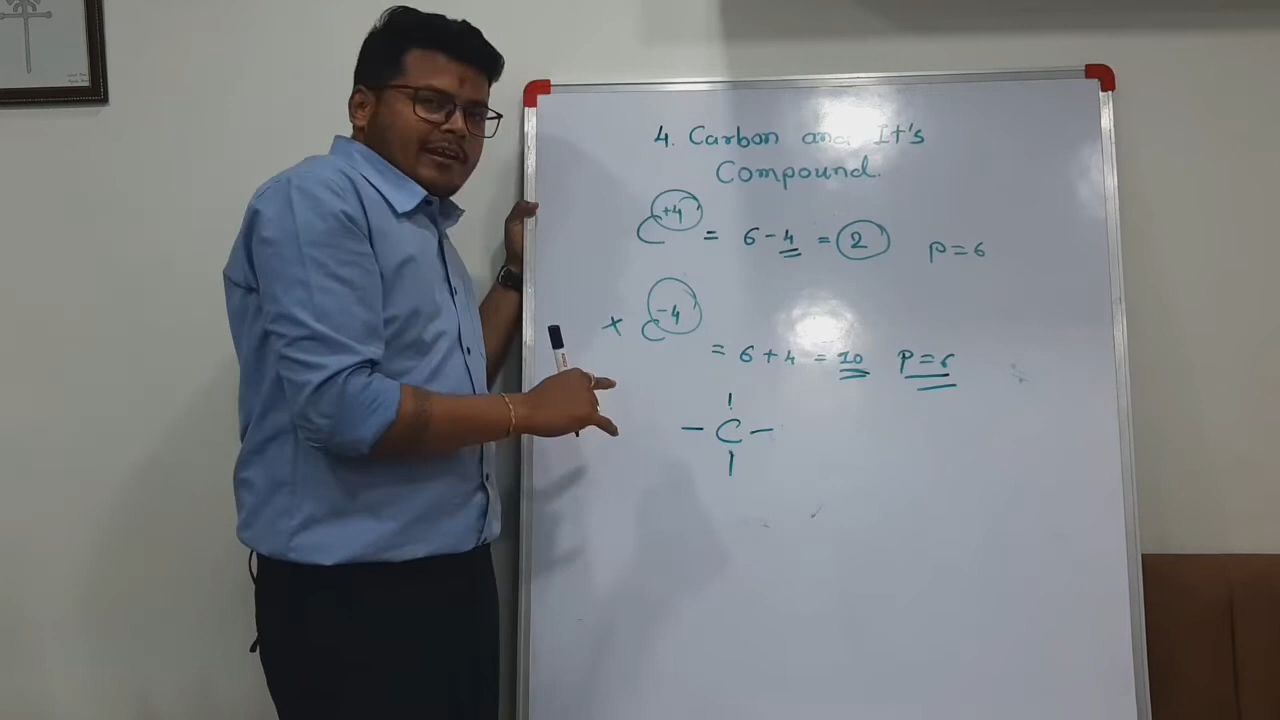 4. Carbon and It's
Compound.
C+4 = 6 - 4 = 2 p = 6
x C-4
= 6 + 4 = 10 p = 6
- C -